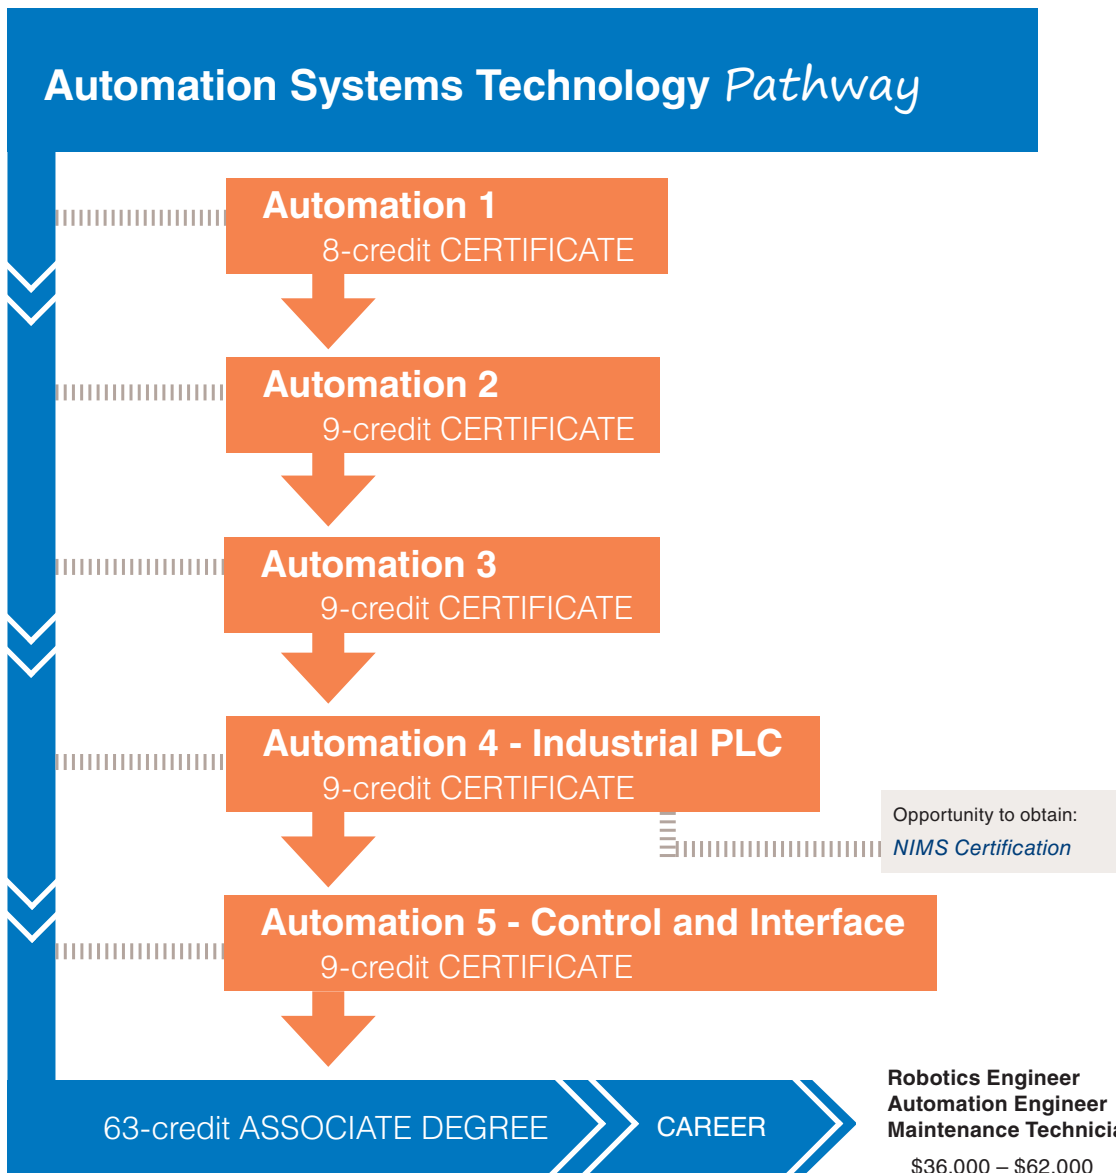 Automation Systems Technology Pathway
Automation 1
8-credit CERTIFICATE
Automation 2
9-credit CERTIFICATE
Automation 3
9-credit CERTIFICATE
Automation 4 - Industrial PLC
9-credit CERTIFICATE
Opportunity to obtain:
NIMS Certification
Automation 5 - Control and Interface
9-credit CERTIFICATE
63-credit ASSOCIATE DEGREE
CAREER
Robotics Engineer
Automation Engineer
Maintenance Technicia
$36,000 – $62,000